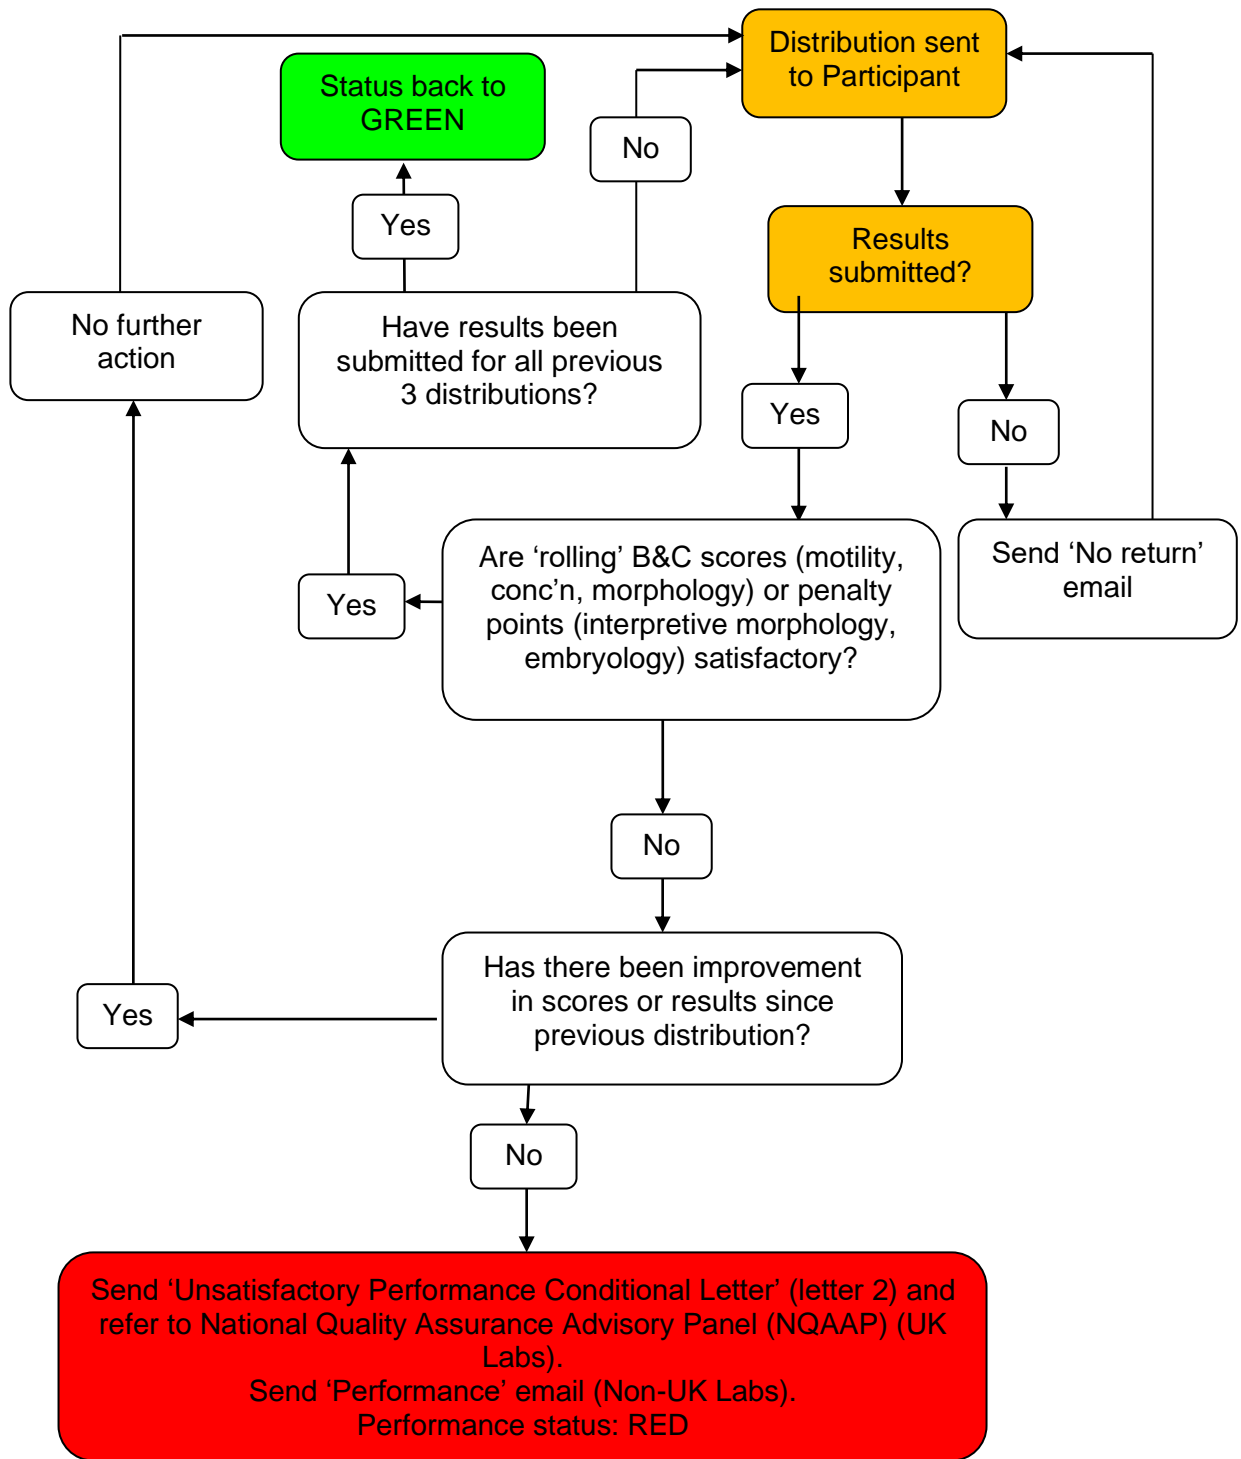 Distribution sent
to Participant
Status back to
GREEN
No
Yes
Results
submitted?
No further
action
Have results been
submitted for all previous
3 distributions?
Yes
No
Send ‘No return’
email
Are ‘rolling’ B&C scores (motility,
conc’n, morphology) or penalty
points (interpretive morphology,
embryology) satisfactory?
Yes
No
Has there been improvement
in scores or results since
previous distribution?
Yes
No
Send ‘Unsatisfactory Performance Conditional Letter’ (letter 2) and
refer to National Quality Assurance Advisory Panel (NQAAP) (UK
Labs).
Send ‘Performance’ email (Non-UK Labs).
Performance status: RED